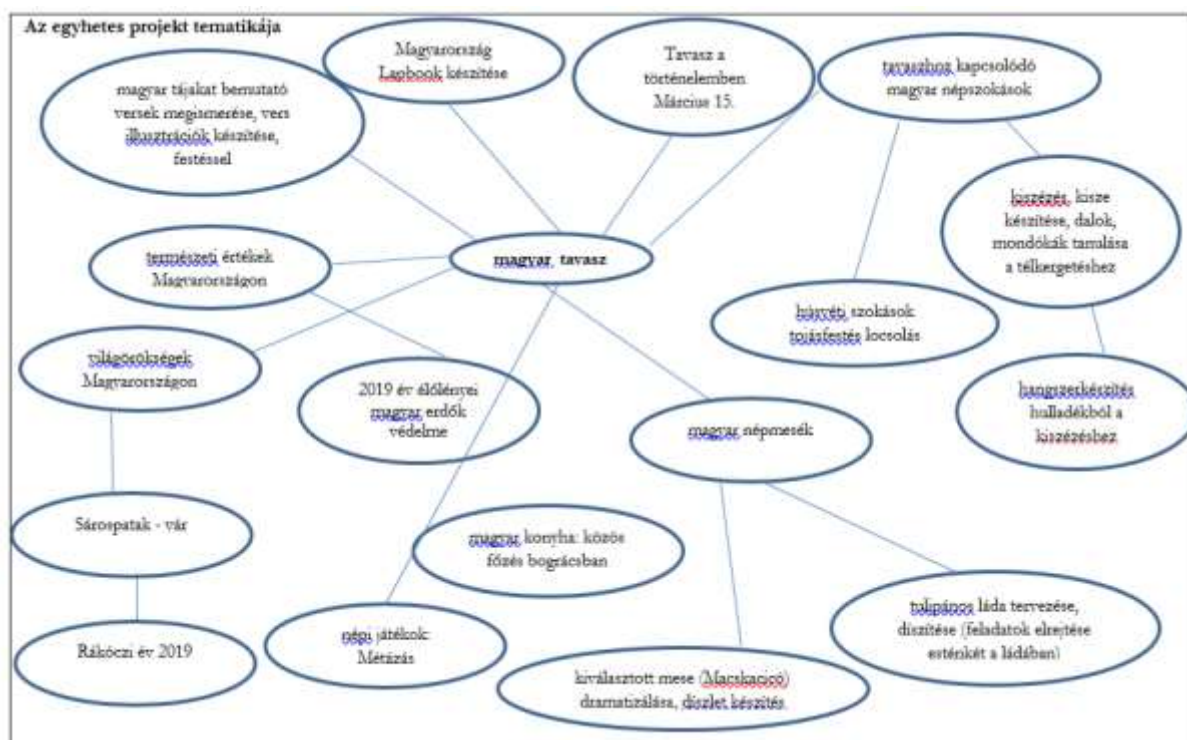 Az egyhetes projekt tematikája
Magyarország
Lapbook készítése
Tavasz a
történelemben
Március 15.
tavaszhoz kapcsolódó
magyar népszokások
magyar tájakat bemutató
versek megismerése, vers
illusztrációk készítése,
festéssel
kiszézés, kisze
készítése, dalok,
mondókák tanulása
a télkergetéshez
természeti értékek
Magyarországon
magyar tavasz
húsvéti szokások
tojásfestés locsolás
világörökségek
Magyarországon
2019 év élőlényei
magyar erdők
védelme
hangszerkészítés
hulladékból a
kiszézéshez
magyar népmesék
Sárospatak - vár
magyar konyha: közös
főzés bográcsban
népi játékok:
Métázás
tulipános láda tervezése,
díszítése (feladatok elrejtése
esténként a ládában)
Rákóczi év 2019
kiválasztott mese (Macskacicó)
dramatizálása, díszlet készítés